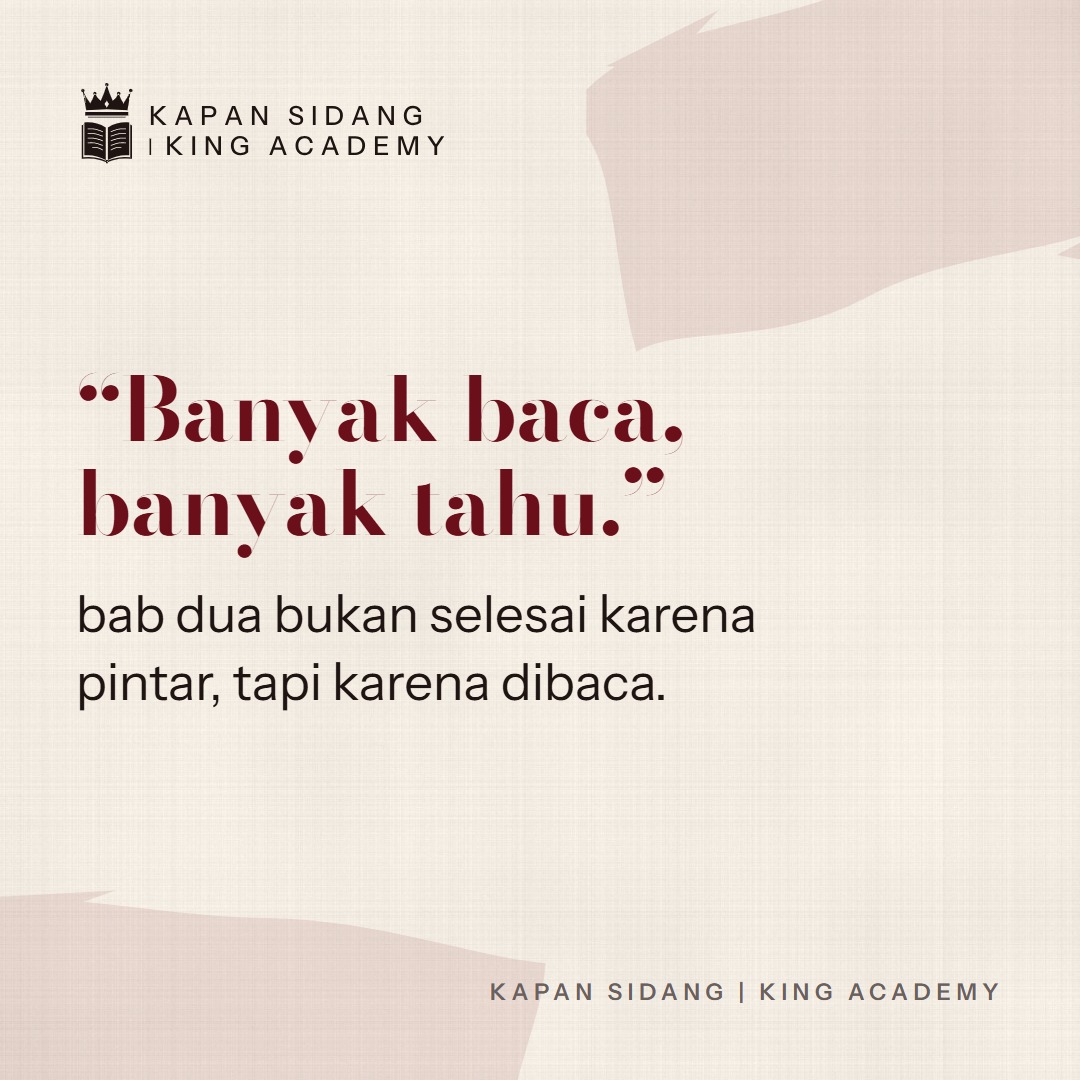 KAPAN SIDANG
| KING ACADEMY
“Banyak baca,
banyak tahu.”
bab dua bukan selesai karena
pintar, tapi karena dibaca.
KAPAN SIDANG | KING ACADEMY